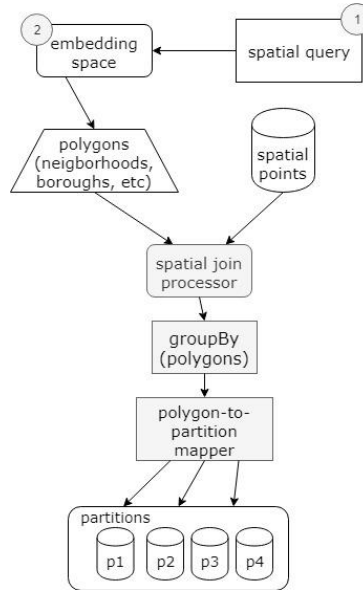 2
embedding
space
1
spatial query
polygons
(neigborhoods,
boroughs, etc)
spatial
points
spatial join
processor
groupBy
(polygons)
polygon-to-
partition
mapper
partitions
p1
p2
p3
p4